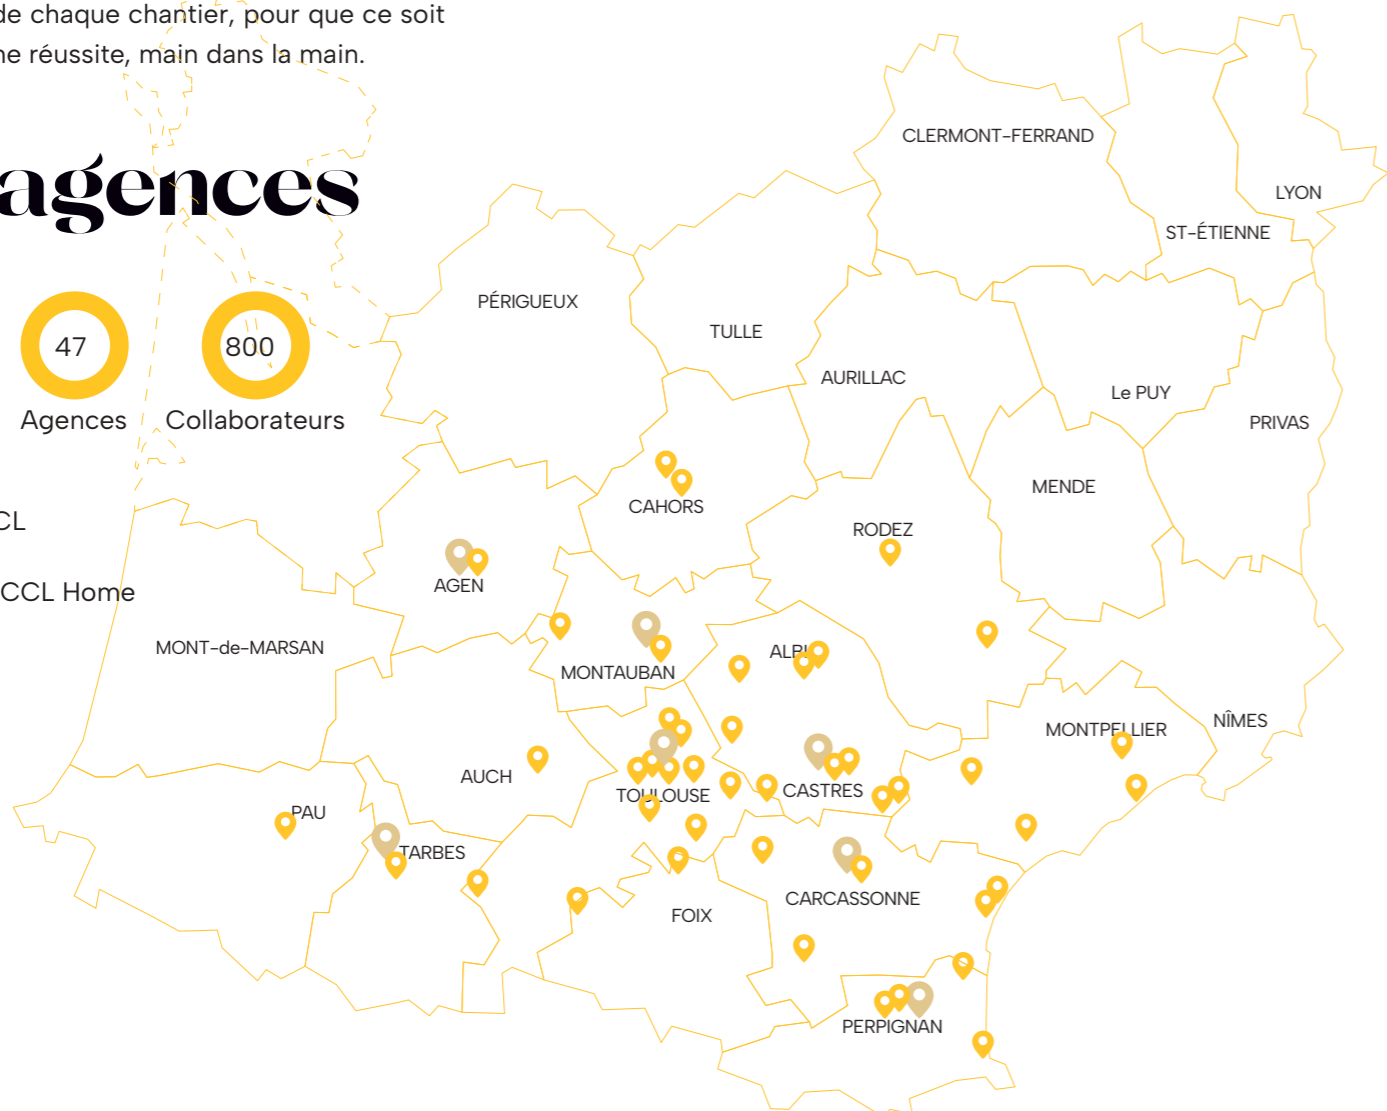 de chaque chantier, pour que ce soit
ne réussite, main dans la main.
agences
47
Agences
800
Collaborateurs
CL
CCL Home
CLERMONT-FERRAND
LYON
ST-ÉTIENNE
PÉRIGUEUX
TULLE
AURILLAC
Le PUY
PRIVAS
MENDE
CAHORS
RODEZ
AGEN
MONT-de-MARSAN
MONTAUBAN
ALBI
MONTPELLIER
NÎMES
AUCH
TOULOUSE
CASTRES
PAU
TARBES
CARCASSONNE
FOIX
PERPIGNAN